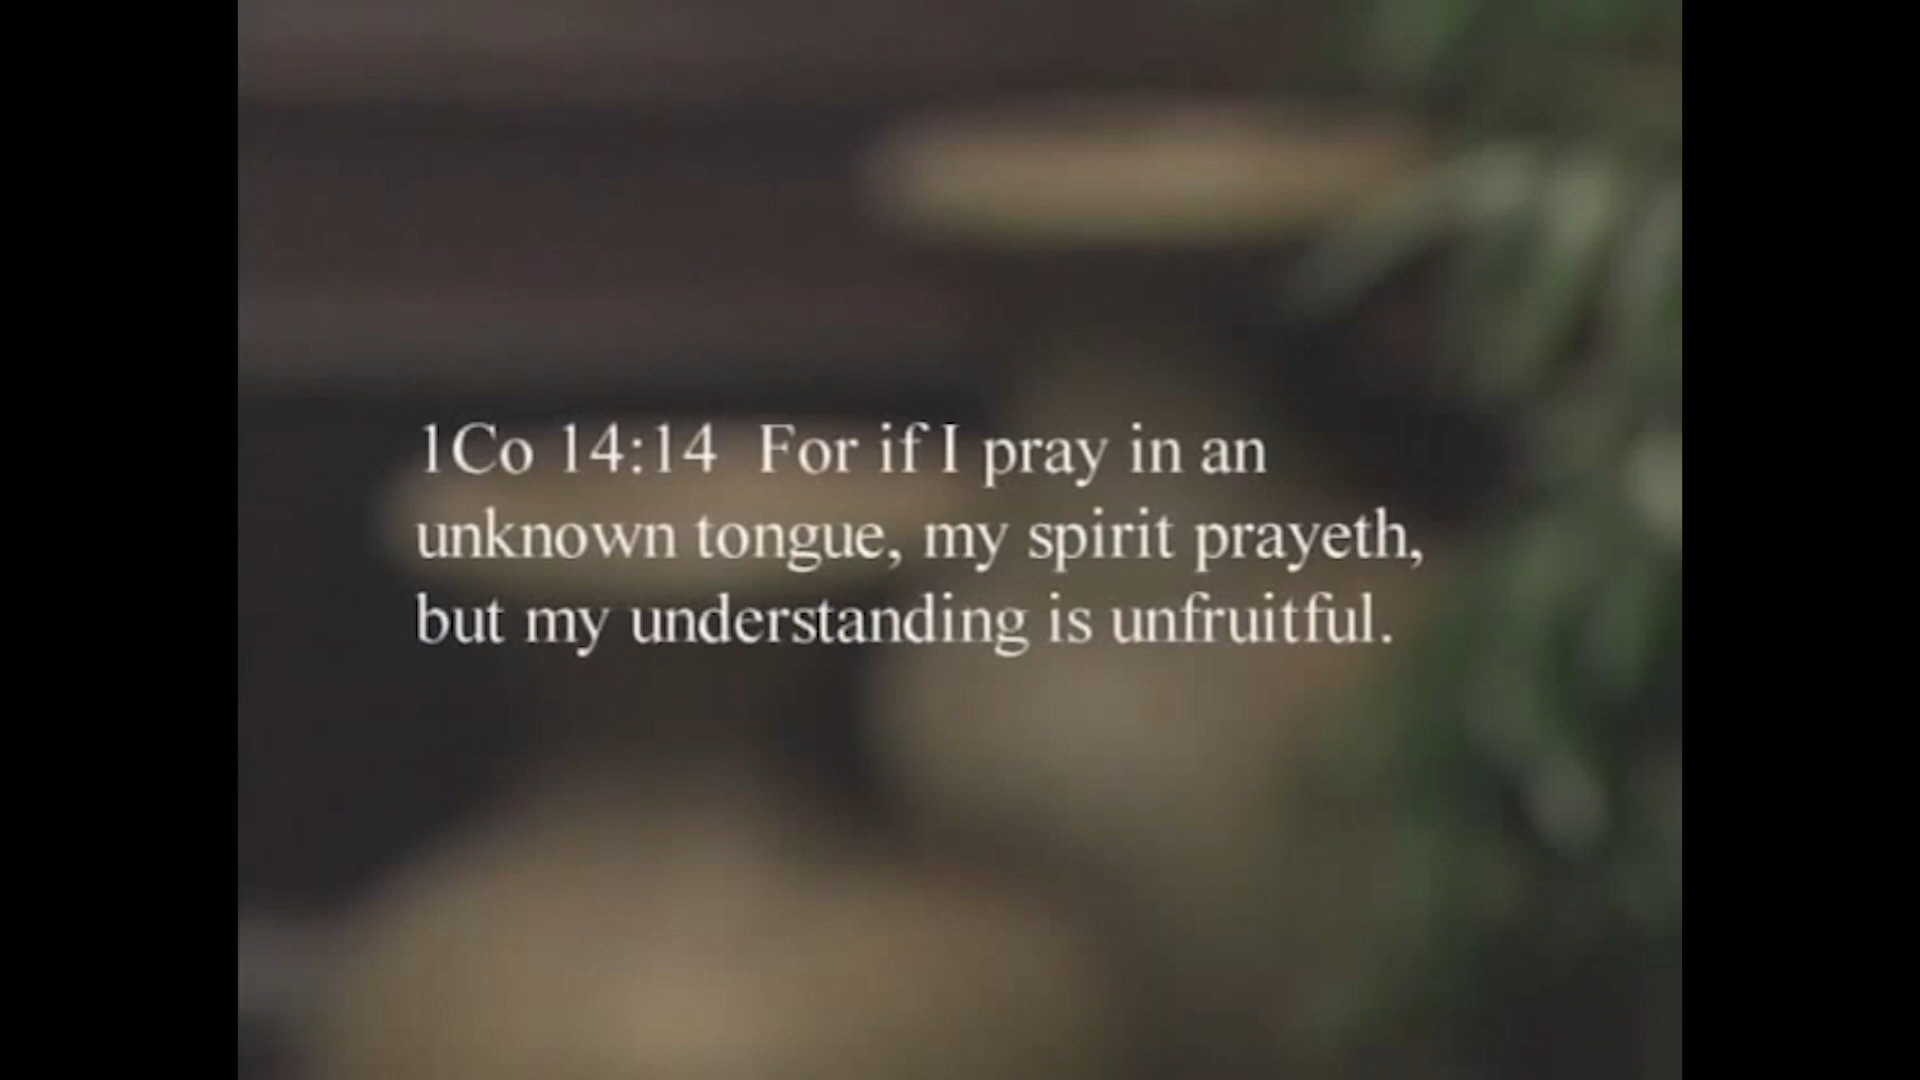 1Co 14:14  For if I pray in an
unknown tongue, my spirit prayeth,
but my understanding is unfruitful.